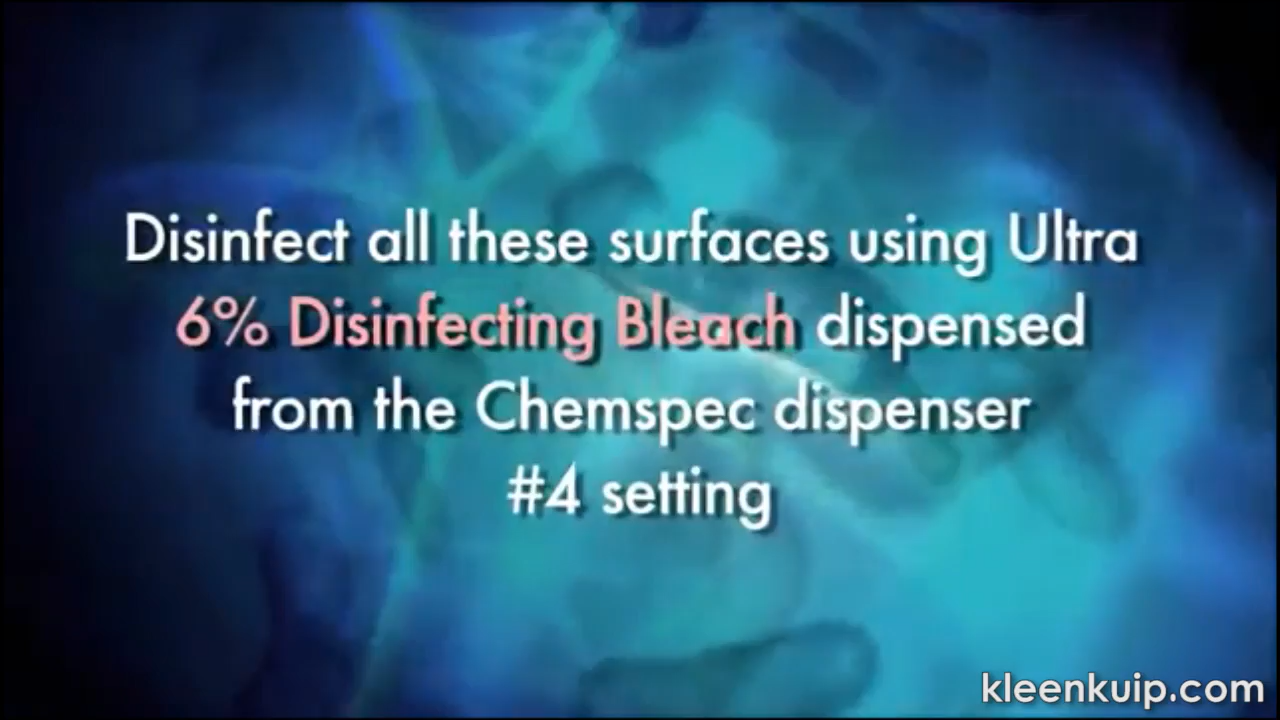 Disinfect all these surfaces using Ultra
6% Disinfecting Bleach dispensed
from the Chemspec dispenser
#4 setting
kleenkuip.com